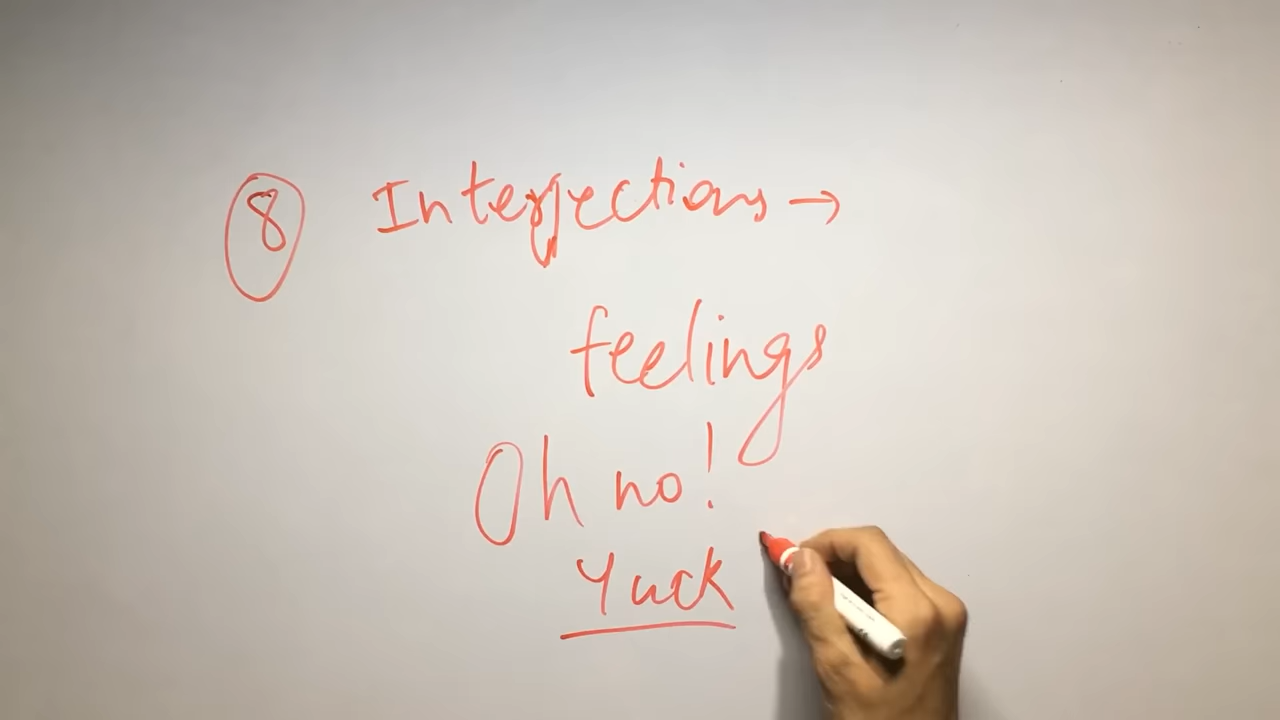 8 Interjections →
feelings
Oh no!
Yuck